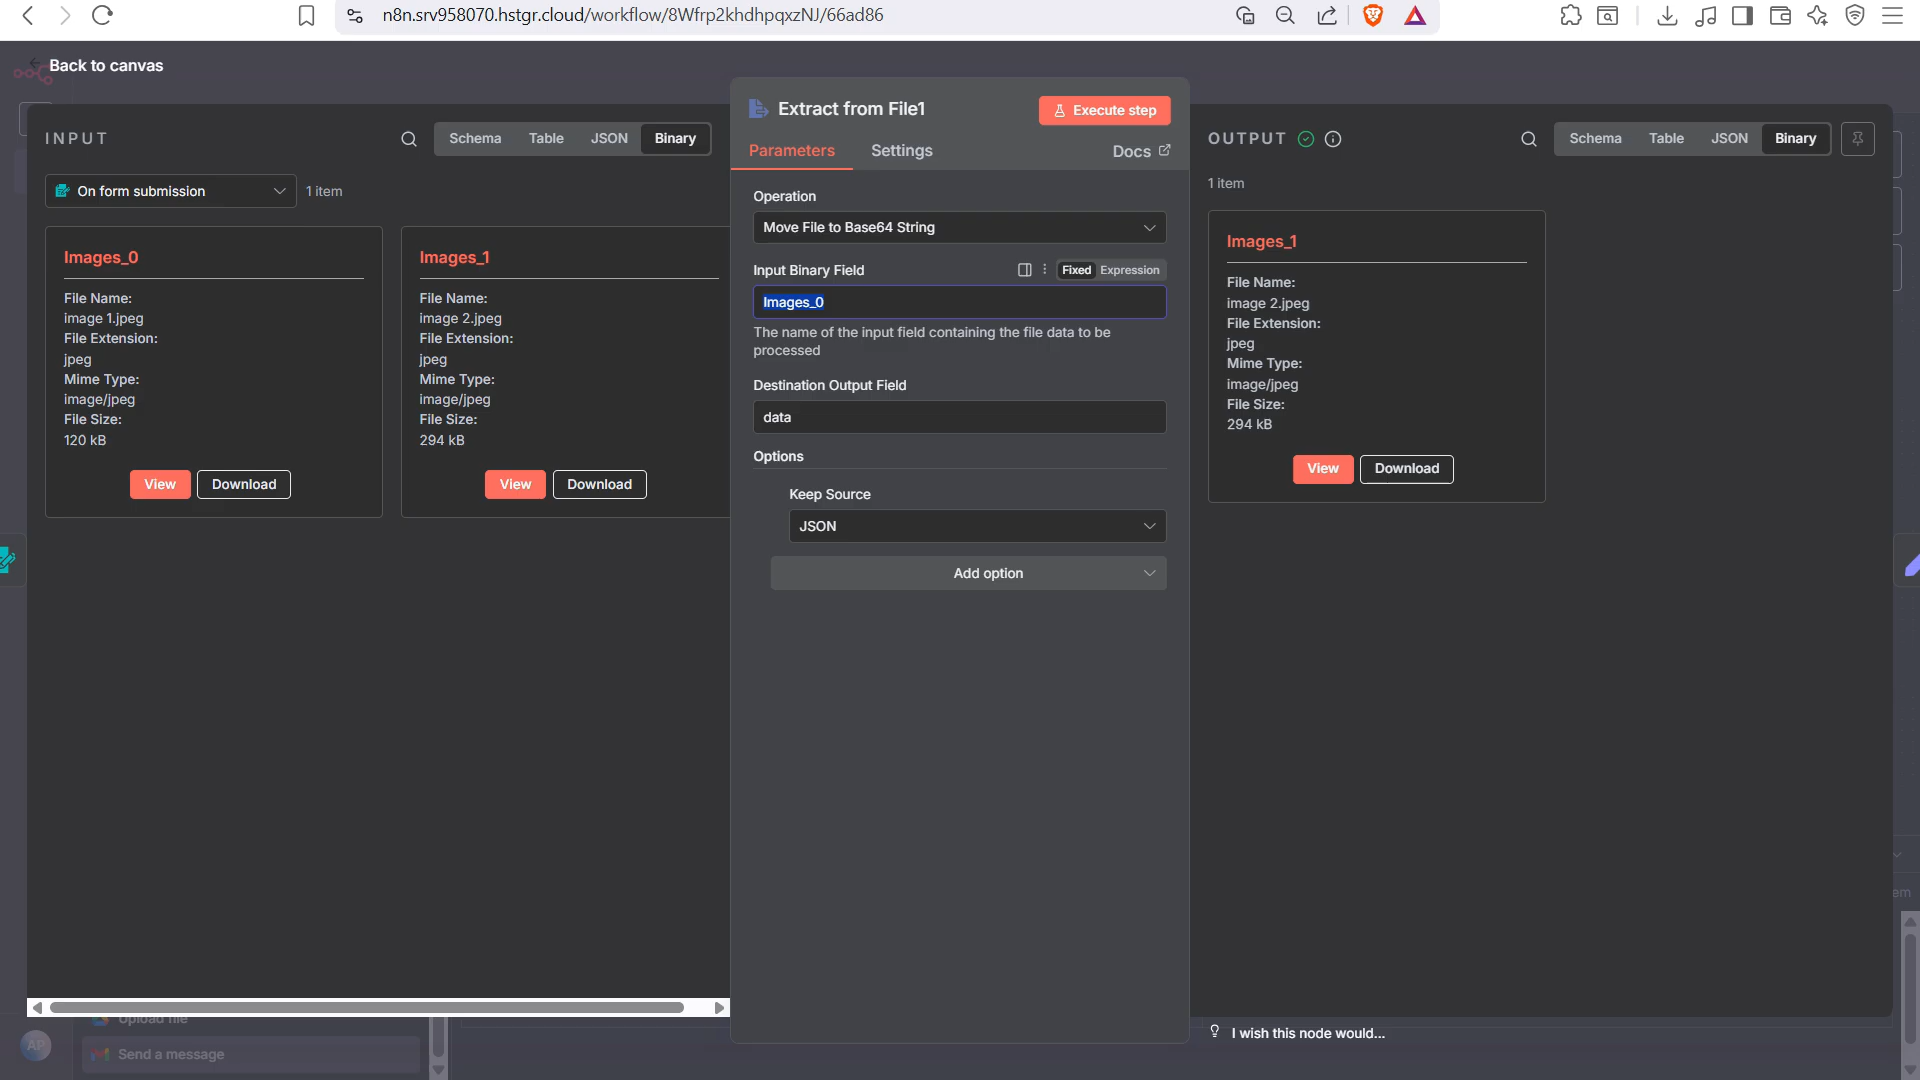 n8n.srv958070.hstgr.cloud/workflow/8Wfrp2khdhpqxzNJ/66ad86
Back to canvas
INPUT
Schema
Table
JSON
Binary
On form submission
1 item
Images_0
File Name:
image 1.jpeg
File Extension:
jpeg
Mime Type:
image/jpeg
File Size:
120 kB
View
Download
Images_1
File Name:
image 2.jpeg
File Extension:
jpeg
Mime Type:
image/jpeg
File Size:
294 kB
View
Download
Extract from File1
Execute step
Parameters
Settings
Docs
Operation
Move File to Base64 String
Input Binary Field
Fixed
Expression
Images_0
The name of the input field containing the file data to be
processed
Destination Output Field
data
Options
Keep Source
JSON
Add option
OUTPUT
Schema
Table
JSON
Binary
1 item
Images_1
File Name:
image 2.jpeg
File Extension:
jpeg
Mime Type:
image/jpeg
File Size:
294 kB
View
Download
I wish this node would...
Upload file
AP
Send a message